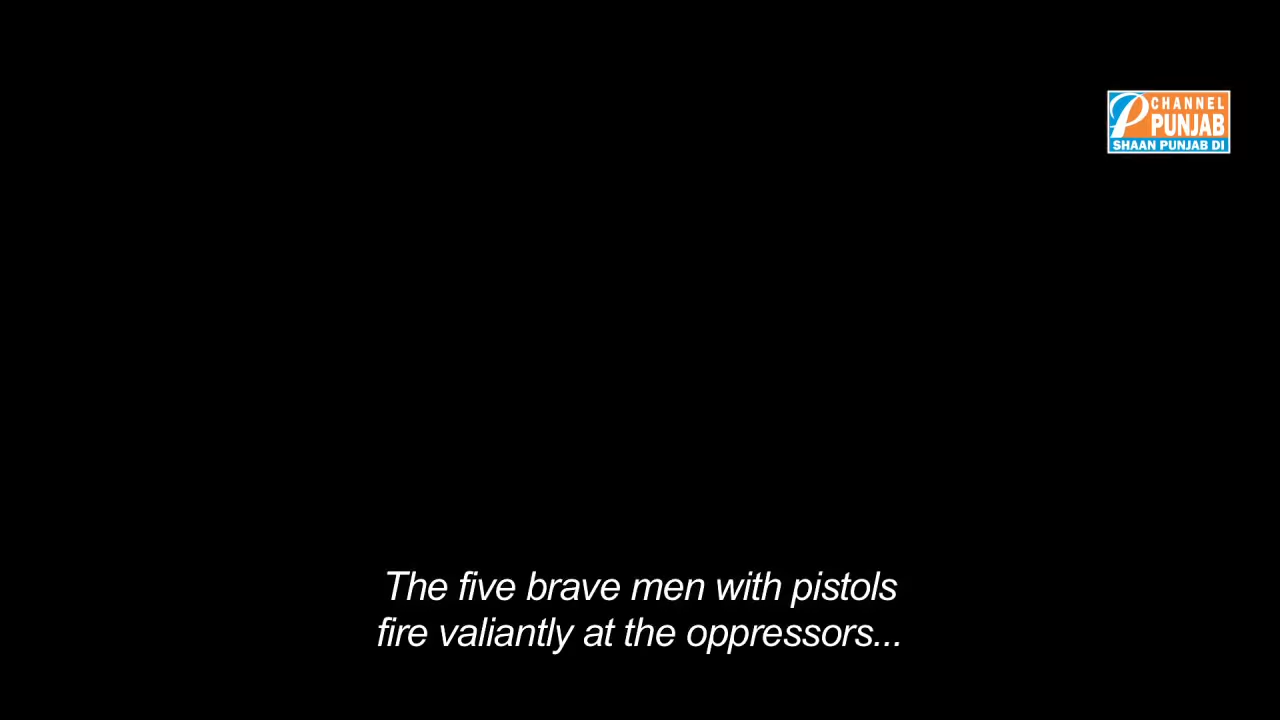 CHANNEL
PUNJAB
SHAAN PUNJAB DI
The five brave men with pistols
fire valiantly at the oppressors...